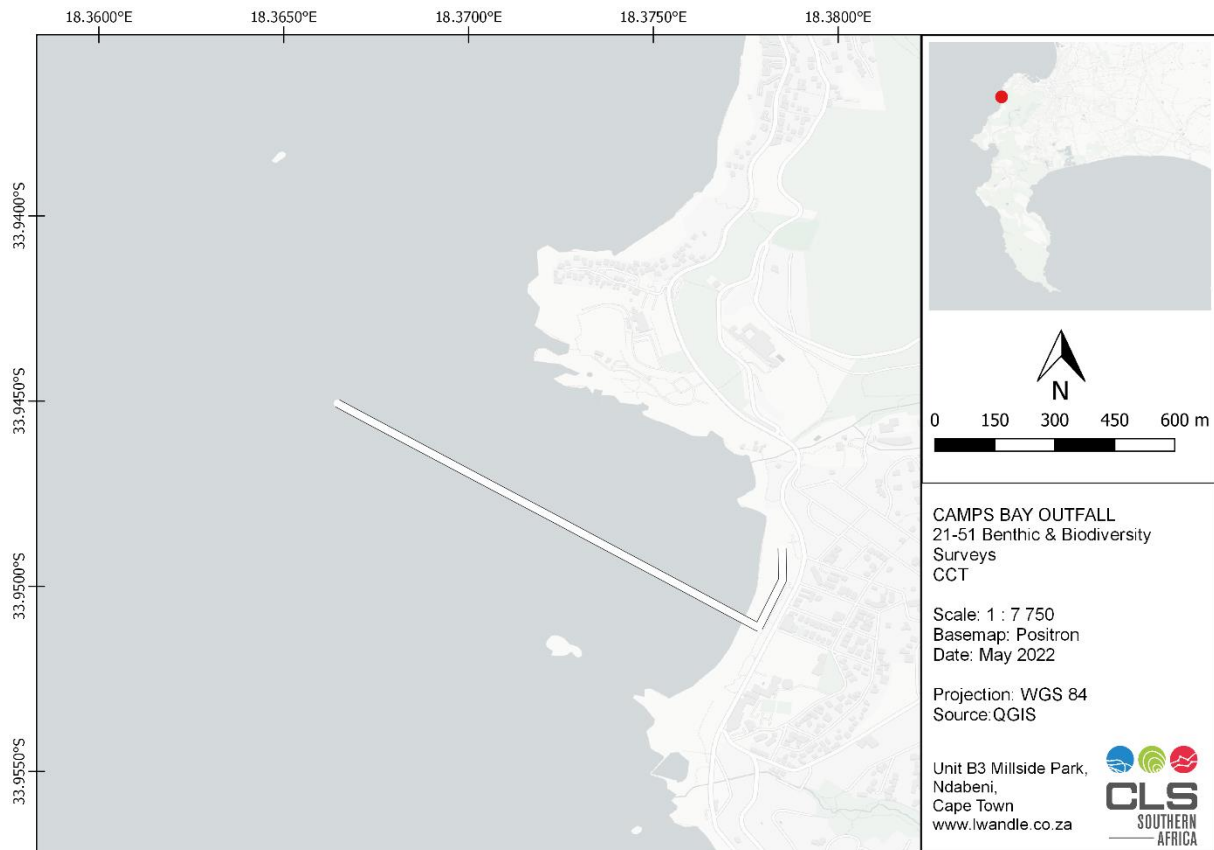 18.3600°E 18.3650°E 18.3700°E 18.3750°E 18.3800°E
33.9400°S
33.9450°S
33.9500°S
33.9550°S
N
0 150 300 450 600 m
CAMPS BAY OUTFALL
21-51 Benthic & Biodiversity
Surveys
CCT
Scale: 1 : 7 750
Basemap: Positron
Date: May 2022
Projection: WGS 84
Source:QGIS
Unit B3 Millside Park,
Ndabeni,
Cape Town
www.lwandle.co.za
CLS
SOUTHERN
AFRICA